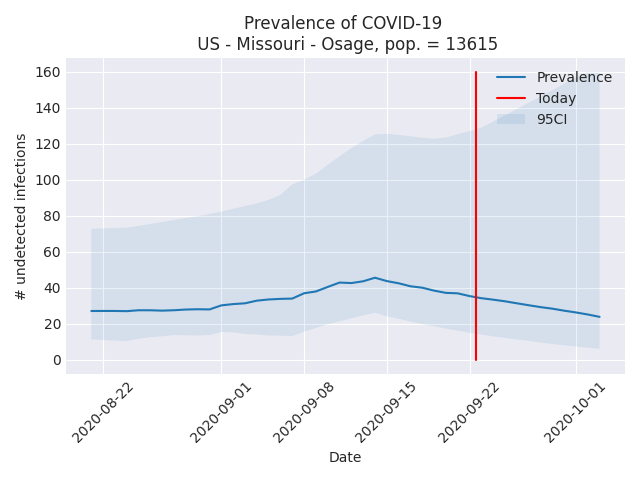 Prevalence of COVID-19
US - Missouri - Osage, pop. = 13615
160
140
120
100
80
60
40
20
0
# undetected infections
Prevalence
Today
95CI
2020-08-22
2020-09-01
2020-09-08
2020-09-15
2020-09-22
2020-10-01
Date